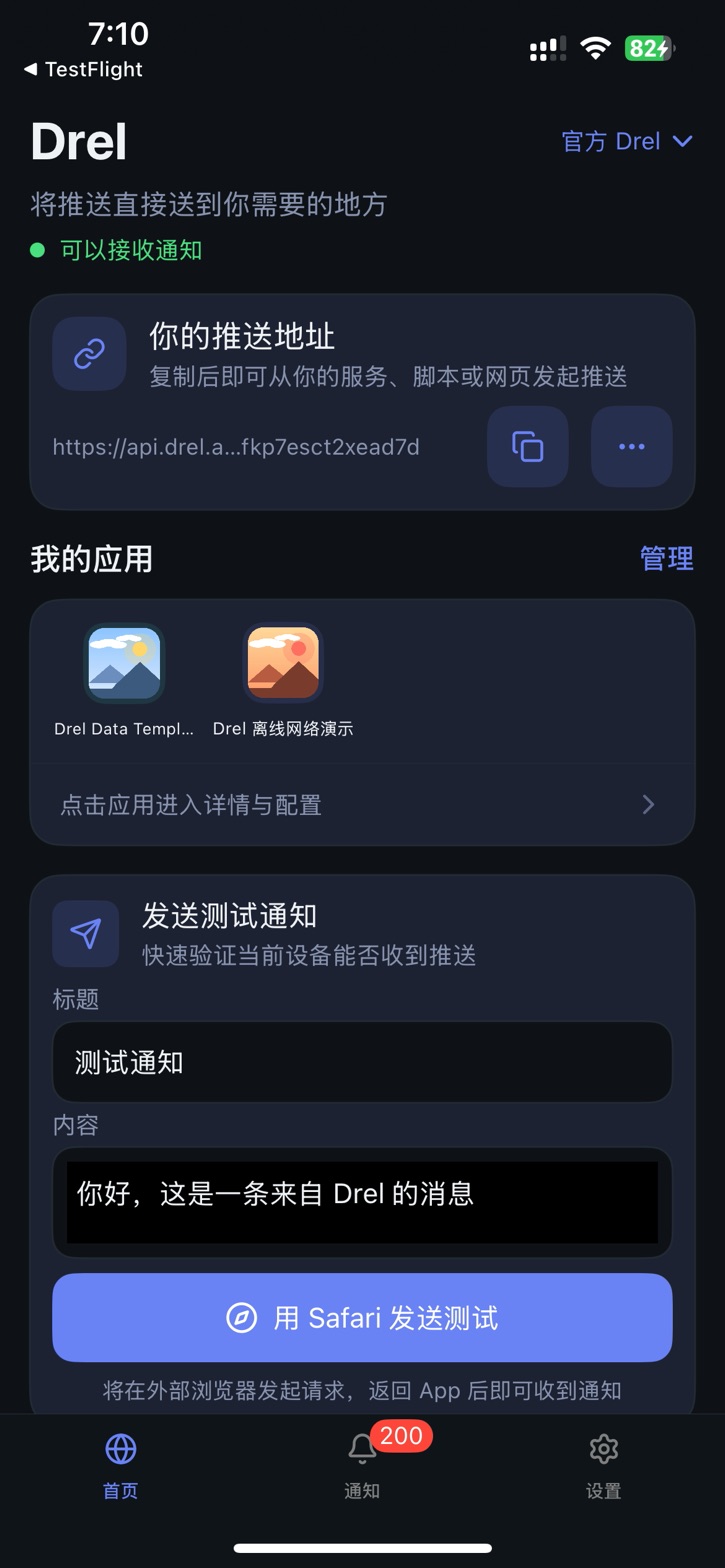 7:10
82
◀ TestFlight
Drel
官方 Drel
将推送直接送到你需要的地方
可以接收通知
你的推送地址
复制后即可从你的服务、脚本或网页发起推送
https://api.drel.a...fkp7esct2xead7d
我的应用
管理
Drel Data Templ...
Drel 离线网络演示
点击应用进入详情与配置
发送测试通知
快速验证当前设备能否收到推送
标题
测试通知
内容
你好，这是一条来自 Drel 的消息
用 Safari 发送测试
将在外部浏览器发起请求，返回 App 后即可收到通知
200
首页
通知
设置